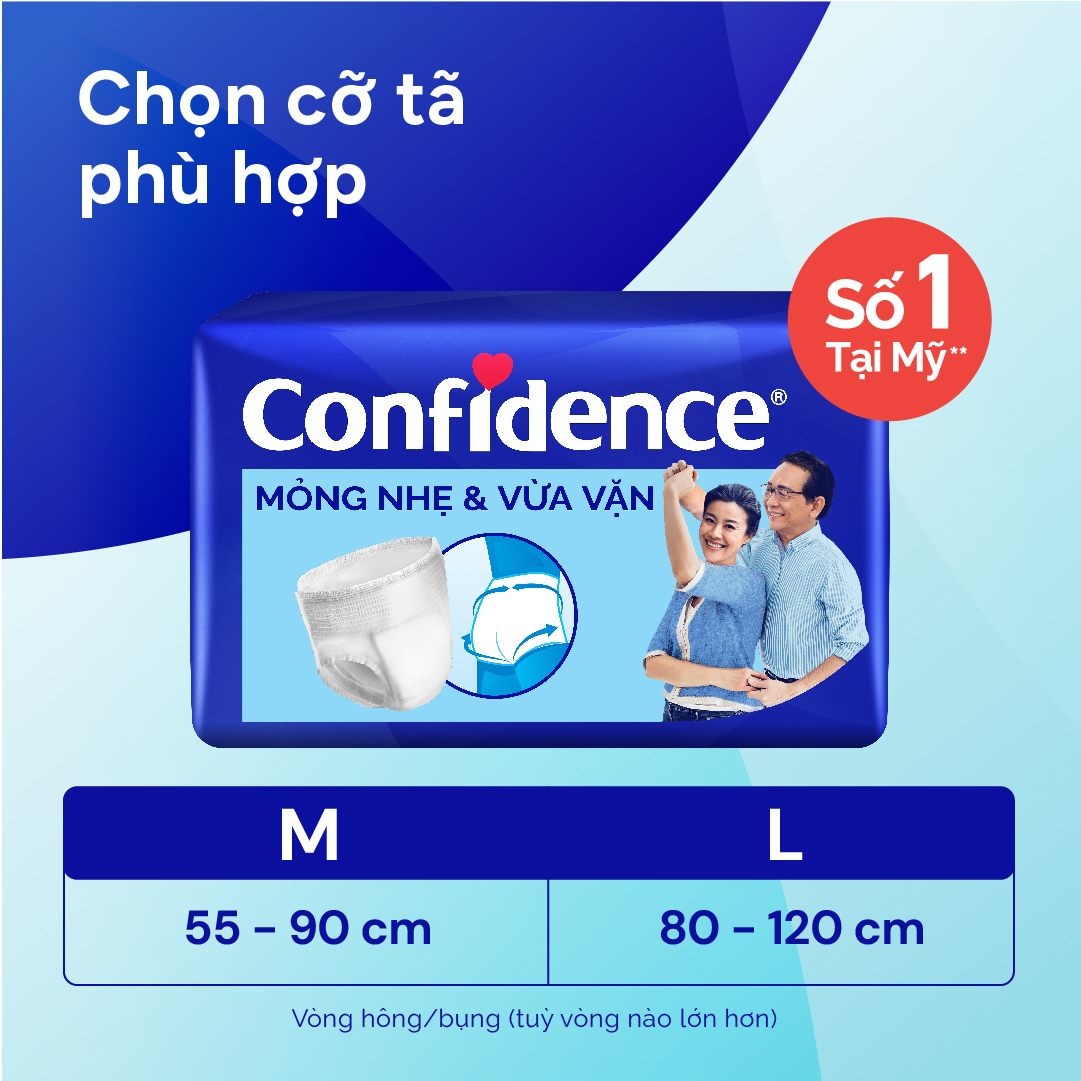 Chọn cỡ tã
phù hợp
Số 1
Tại Mỹ**
Confidence®
MỎNG NHẸ & VỪA VẶN
M
L
55 - 90 cm
80 - 120 cm
Vòng hông/bụng (tuỳ vòng nào lớn hơn)